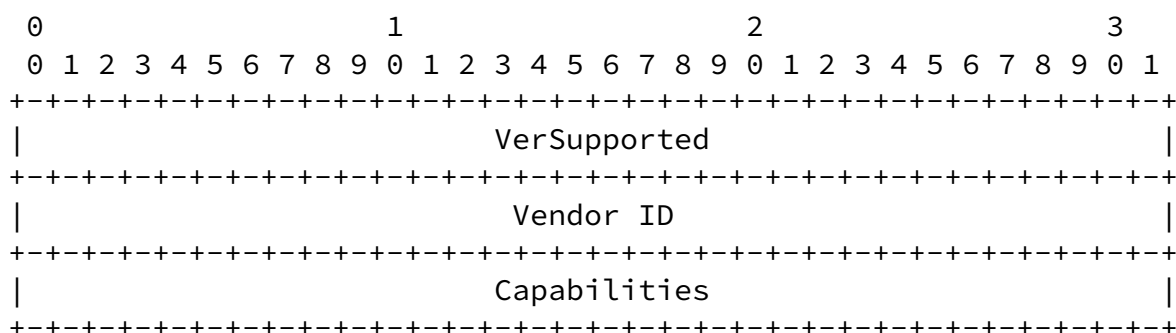 0                   1                   2                   3
 0 1 2 3 4 5 6 7 8 9 0 1 2 3 4 5 6 7 8 9 0 1 2 3 4 5 6 7 8 9 0 1
+-+-+-+-+-+-+-+-+-+-+-+-+-+-+-+-+-+-+-+-+-+-+-+-+-+-+-+-+-+-+-+-+
|                          VerSupported                         |
+-+-+-+-+-+-+-+-+-+-+-+-+-+-+-+-+-+-+-+-+-+-+-+-+-+-+-+-+-+-+-+-+
|                           Vendor ID                           |
+-+-+-+-+-+-+-+-+-+-+-+-+-+-+-+-+-+-+-+-+-+-+-+-+-+-+-+-+-+-+-+-+
|                          Capabilities                         |
+-+-+-+-+-+-+-+-+-+-+-+-+-+-+-+-+-+-+-+-+-+-+-+-+-+-+-+-+-+-+-+-+